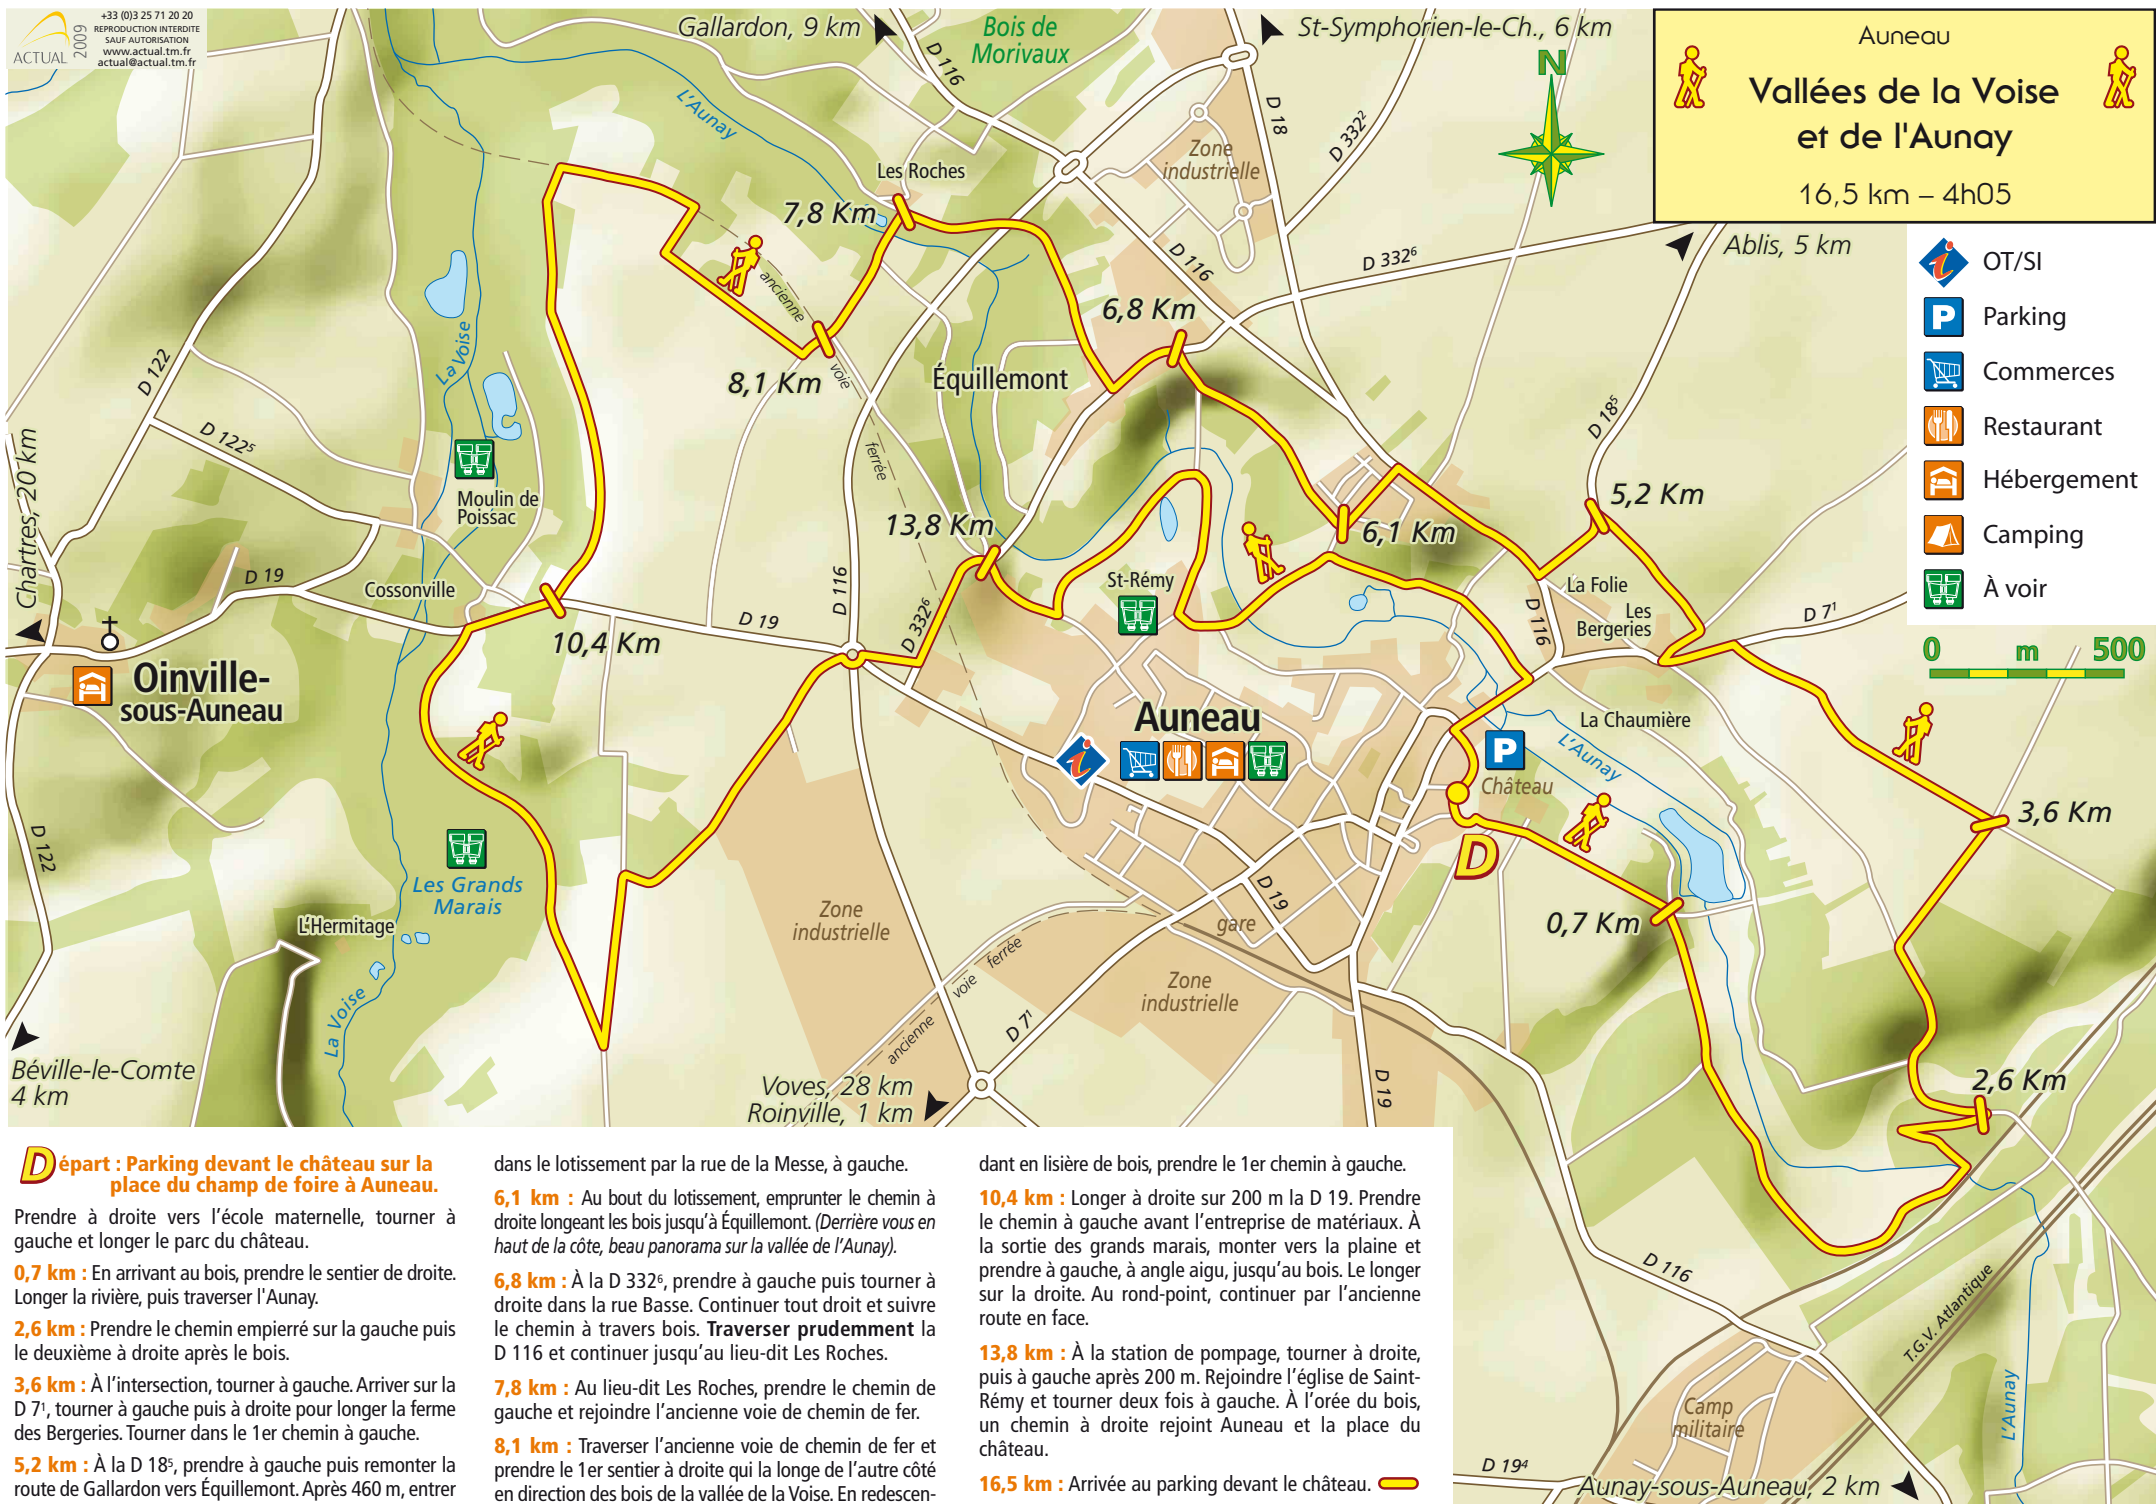 +33 (0)3 25 71 20 20
REPRODUCTION INTERDITE
SAUF AUTORISATION
www.actual.tm.fr
actual@actual.tm.fr
ACTUAL
2009
Gallardon, 9 km
Bois de
Morivaux
St-Symphorien-le-Ch., 6 km
N
Auneau
Vallées de la Voise
et de l'Aunay
16,5 km – 4h05
D 116
L'Aunay
D 18
D 332²
Zone
industrielle
Les Roches
7,8 Km
D 116
D 332⁶
Ablis, 5 km
OT/SI
Parking
Commerces
Restaurant
Hébergement
Camping
À voir
0 m 500
ancienne
voie
ferrée
6,8 Km
8,1 Km
Équillemont
La Voise
D 122
D 122⁵
Chartres, 20 km
D 18⁵
Moulin de
Poissac
5,2 Km
13,8 Km
6,1 Km
D 19
Cossonville
D 116
St-Rémy
La Folie
Les
Bergeries
D 116
D 7¹
D 332⁶
D 19
10,4 Km
Oinville-
sous-Auneau
Auneau
La Chaumière
P
L'Aunay
Château
3,6 Km
D
D 122
Les Grands
Marais
L'Hermitage
Zone
industrielle
D 19
gare
0,7 Km
voie
ferrée
ancienne
Zone
industrielle
La Voise
D 7¹
Béville-le-Comte
4 km
Voves, 28 km
Roinville, 1 km
D 19
2,6 Km
D 116
T.G.V. Atlantique
L'Aunay
Camp
militaire
D 19⁴
Aunay-sous-Auneau, 2 km
Départ : Parking devant le château sur la
place du champ de foire à Auneau.
Prendre à droite vers l'école maternelle, tourner à
gauche et longer le parc du château.
0,7 km : En arrivant au bois, prendre le sentier de droite.
Longer la rivière, puis traverser l'Aunay.
2,6 km : Prendre le chemin empierré sur la gauche puis
le deuxième à droite après le bois.
3,6 km : À l'intersection, tourner à gauche. Arriver sur la
D 7¹, tourner à gauche puis à droite pour longer la ferme
des Bergeries. Tourner dans le 1er chemin à gauche.
5,2 km : À la D 18⁵, prendre à gauche puis remonter la
route de Gallardon vers Équillemont. Après 460 m, entrer
dans le lotissement par la rue de la Messe, à gauche.
6,1 km : Au bout du lotissement, emprunter le chemin à
droite longeant les bois jusqu'à Équillemont. (Derrière vous en
haut de la côte, beau panorama sur la vallée de l'Aunay).
6,8 km : À la D 332⁶, prendre à gauche puis tourner à
droite dans la rue Basse. Continuer tout droit et suivre
le chemin à travers bois. Traverser prudemment la
D 116 et continuer jusqu'au lieu-dit Les Roches.
7,8 km : Au lieu-dit Les Roches, prendre le chemin de
gauche et rejoindre l'ancienne voie de chemin de fer.
8,1 km : Traverser l'ancienne voie de chemin de fer et
prendre le 1er sentier à droite qui la longe de l'autre côté
en direction des bois de la vallée de la Voise. En redescen-
dant en lisière de bois, prendre le 1er chemin à gauche.
10,4 km : Longer à droite sur 200 m la D 19. Prendre
le chemin à gauche avant l'entreprise de matériaux. À
la sortie des grands marais, monter vers la plaine et
prendre à gauche, à angle aigu, jusqu'au bois. Le longer
sur la droite. Au rond-point, continuer par l'ancienne
route en face.
13,8 km : À la station de pompage, tourner à droite,
puis à gauche après 200 m. Rejoindre l'église de Saint-
Rémy et tourner deux fois à gauche. À l'orée du bois,
un chemin à droite rejoint Auneau et la place du
château.
16,5 km : Arrivée au parking devant le château.